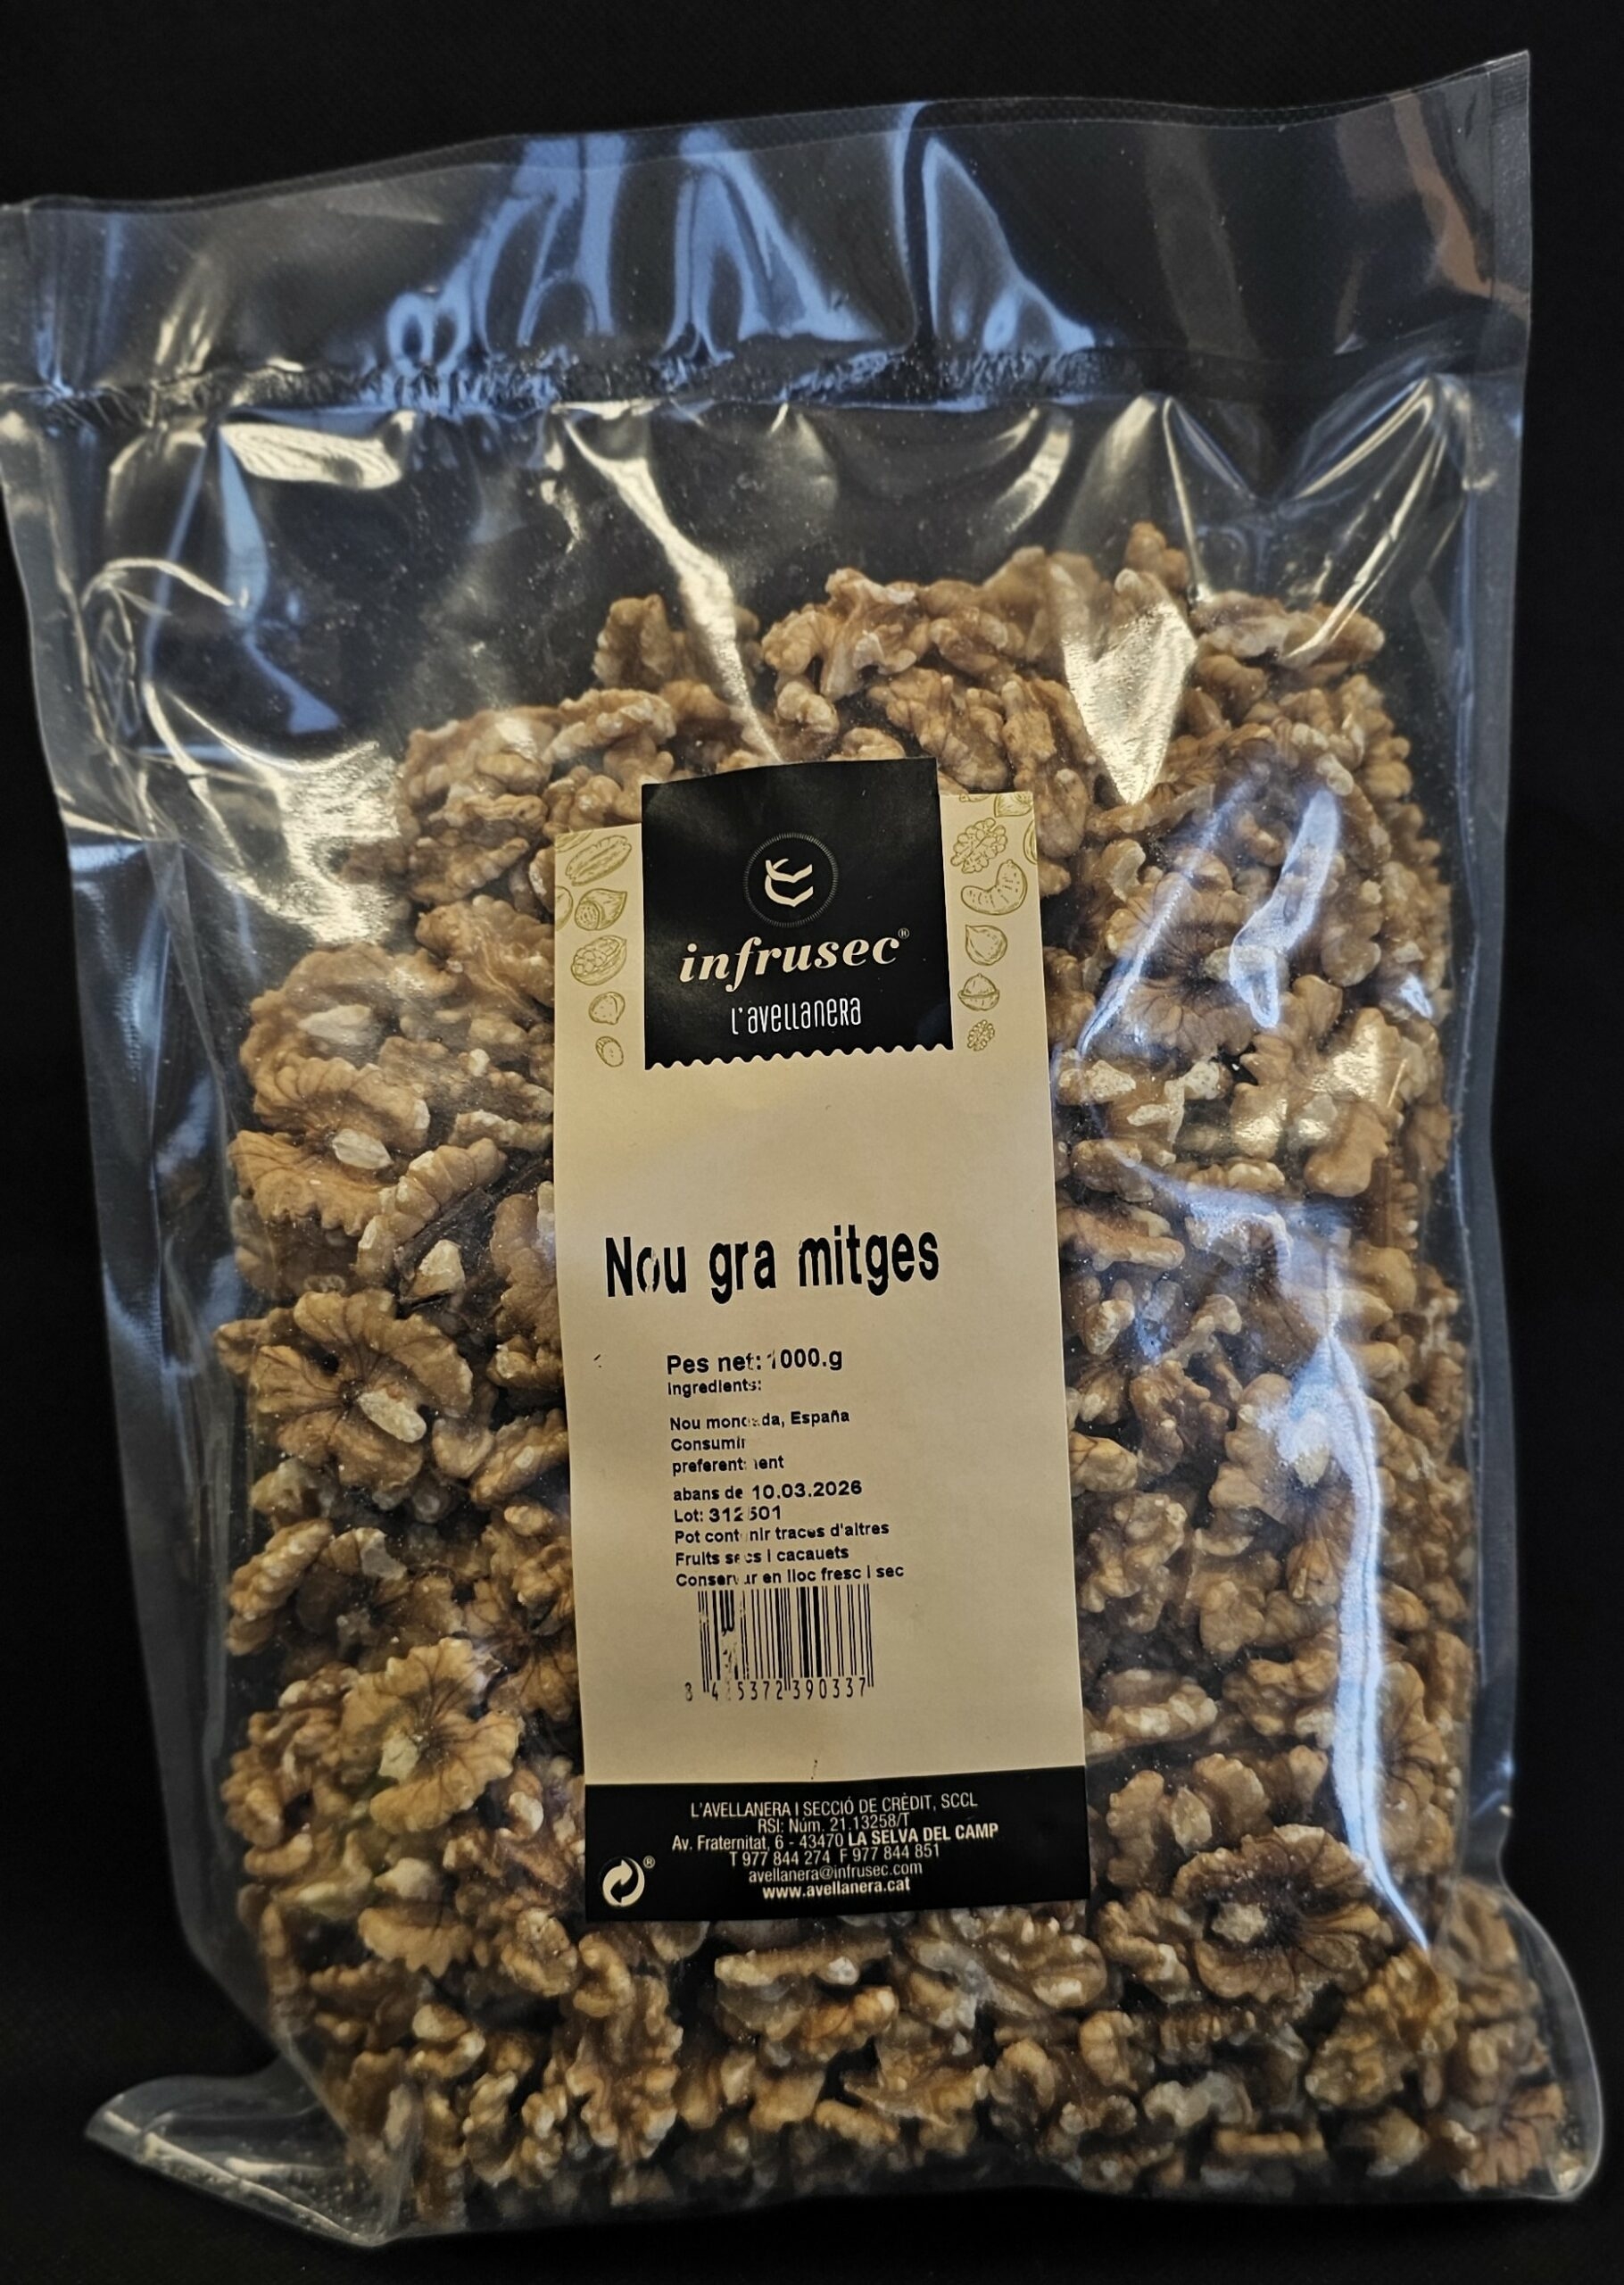 infrusec®
L'avellanera
Nou gra mitges
Pes net: 1000.g
Ingredients:
Nou mondada, España
Consumir
preferentment
abans de 10.03.2026
Lot: 312501
Pot contenir traces d'altres
Fruits secs i cacauets
Conservar en lloc fresc i sec
390337
L'AVELLANERA I SECCIÓ DE CRÈDIT, SCCL
RSI: Núm. 21.13258/T
Av. Fraternitat, 6 - 43470 LA SELVA DEL CAMP
T 977 844 274 F 977 844 851
avellanera@infrusec.com
www.avellanera.cat